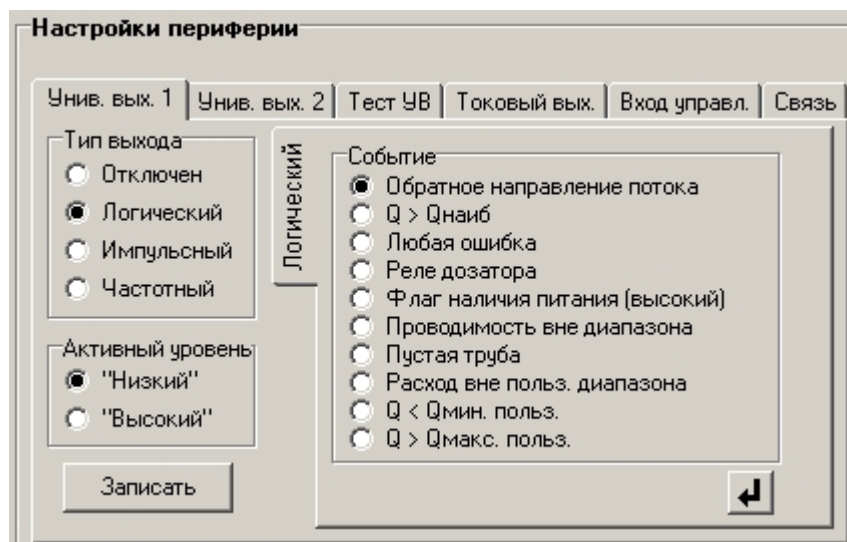 Настройки периферии
Унив. вых. 1 Унив. вых. 2 Тест УВ Токовый вых. Вход управл. Связь
Тип выхода
Отключен
Логический
Импульсный
Частотный
Активный уровень
"Низкий"
"Высокий"
Записать
Логический
Событие
Обратное направление потока
Q > Qнаиб
Любая ошибка
Реле дозатора
Флаг наличия питания (высокий)
Проводимость вне диапазона
Пустая труба
Расход вне польз. диапазона
Q < Qмин. польз.
Q > Qмакс. польз.